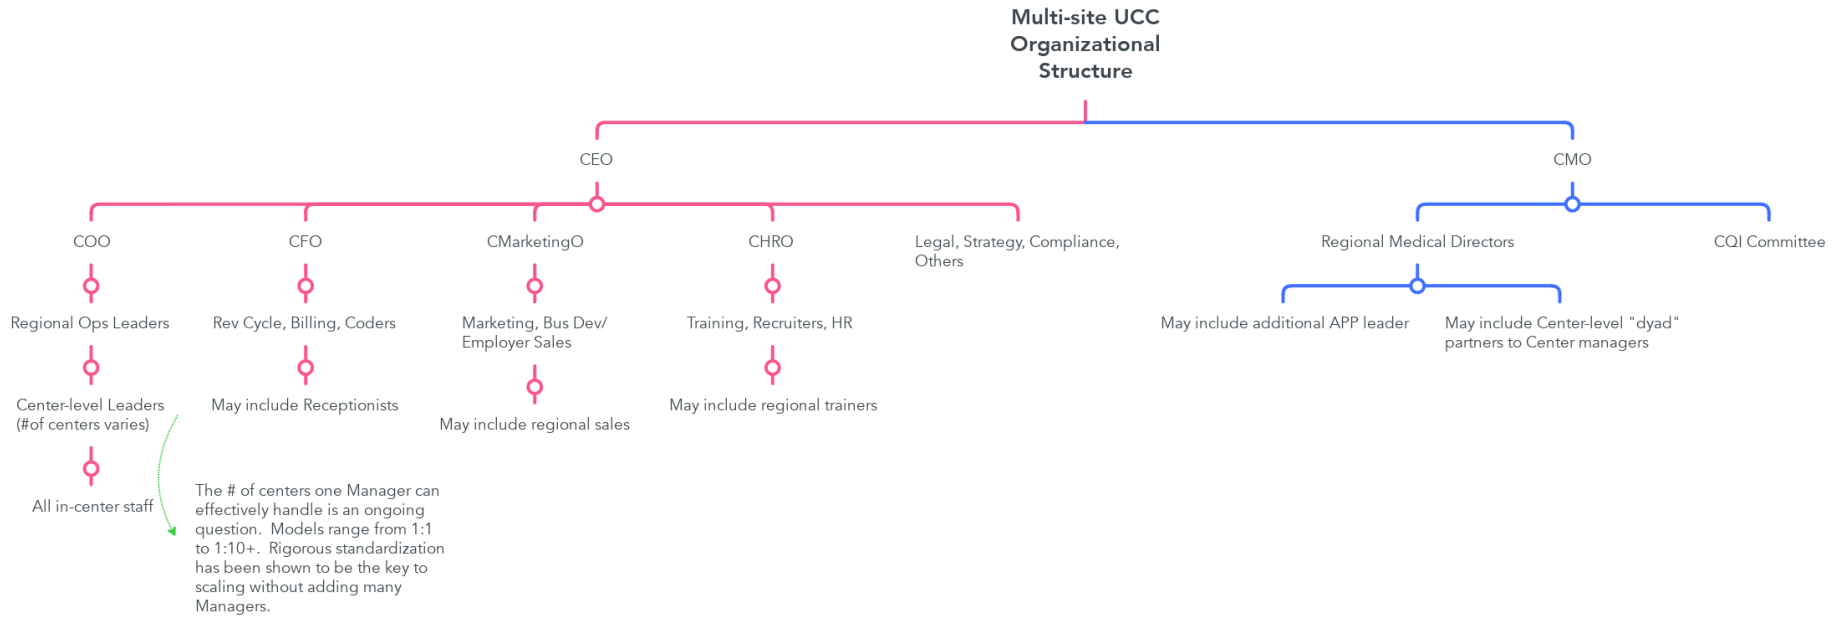 Multi-site UCC
Organizational
Structure
CEO
CMO
COO
CFO
CMarketingO
CHRO
Legal, Strategy, Compliance,
Others
Regional Medical Directors
CQI Committee
Regional Ops Leaders
Rev Cycle, Billing, Coders
Marketing, Bus Dev/
Employer Sales
Training, Recruiters, HR
May include additional APP leader
May include Center-level "dyad"
partners to Center managers
Center-level Leaders
(#of centers varies)
May include Receptionists
May include regional sales
May include regional trainers
All in-center staff
The # of centers one Manager can
effectively handle is an ongoing
question.  Models range from 1:1
to 1:10+.  Rigorous standardization
has been shown to be the key to
scaling without adding many
Managers.